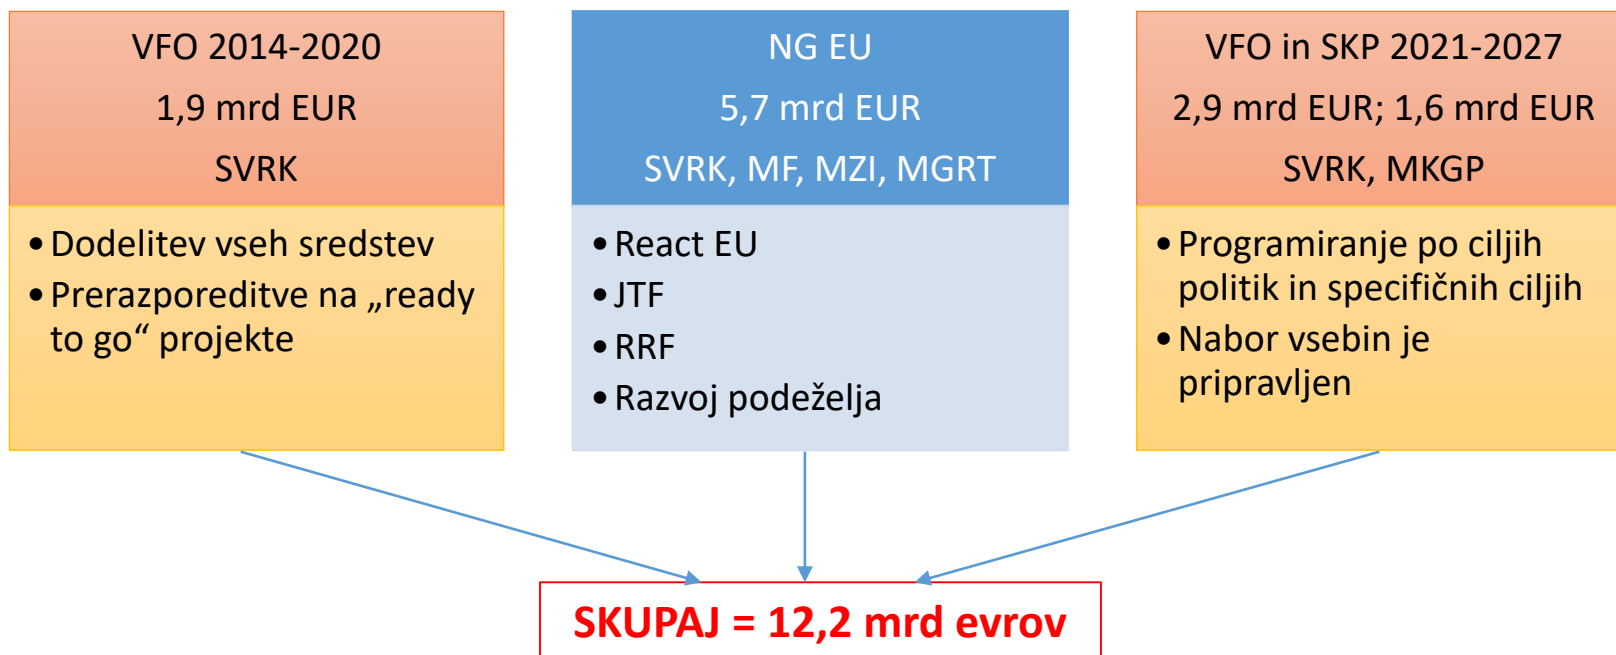 VFO 2014-2020
1,9 mrd EUR
SVRK
• Dodelitev vseh sredstev
• Prerazporeditve na „ready
to go“ projekte
NG EU
5,7 mrd EUR
SVRK, MF, MZI, MGRT
• React EU
• JTF
• RRF
• Razvoj podeželja
VFO in SKP 2021-2027
2,9 mrd EUR; 1,6 mrd EUR
SVRK, MKGP
• Programiranje po ciljih
politik in specifičnih ciljih
• Nabor vsebin je
pripravljen
SKUPAJ = 12,2 mrd evrov